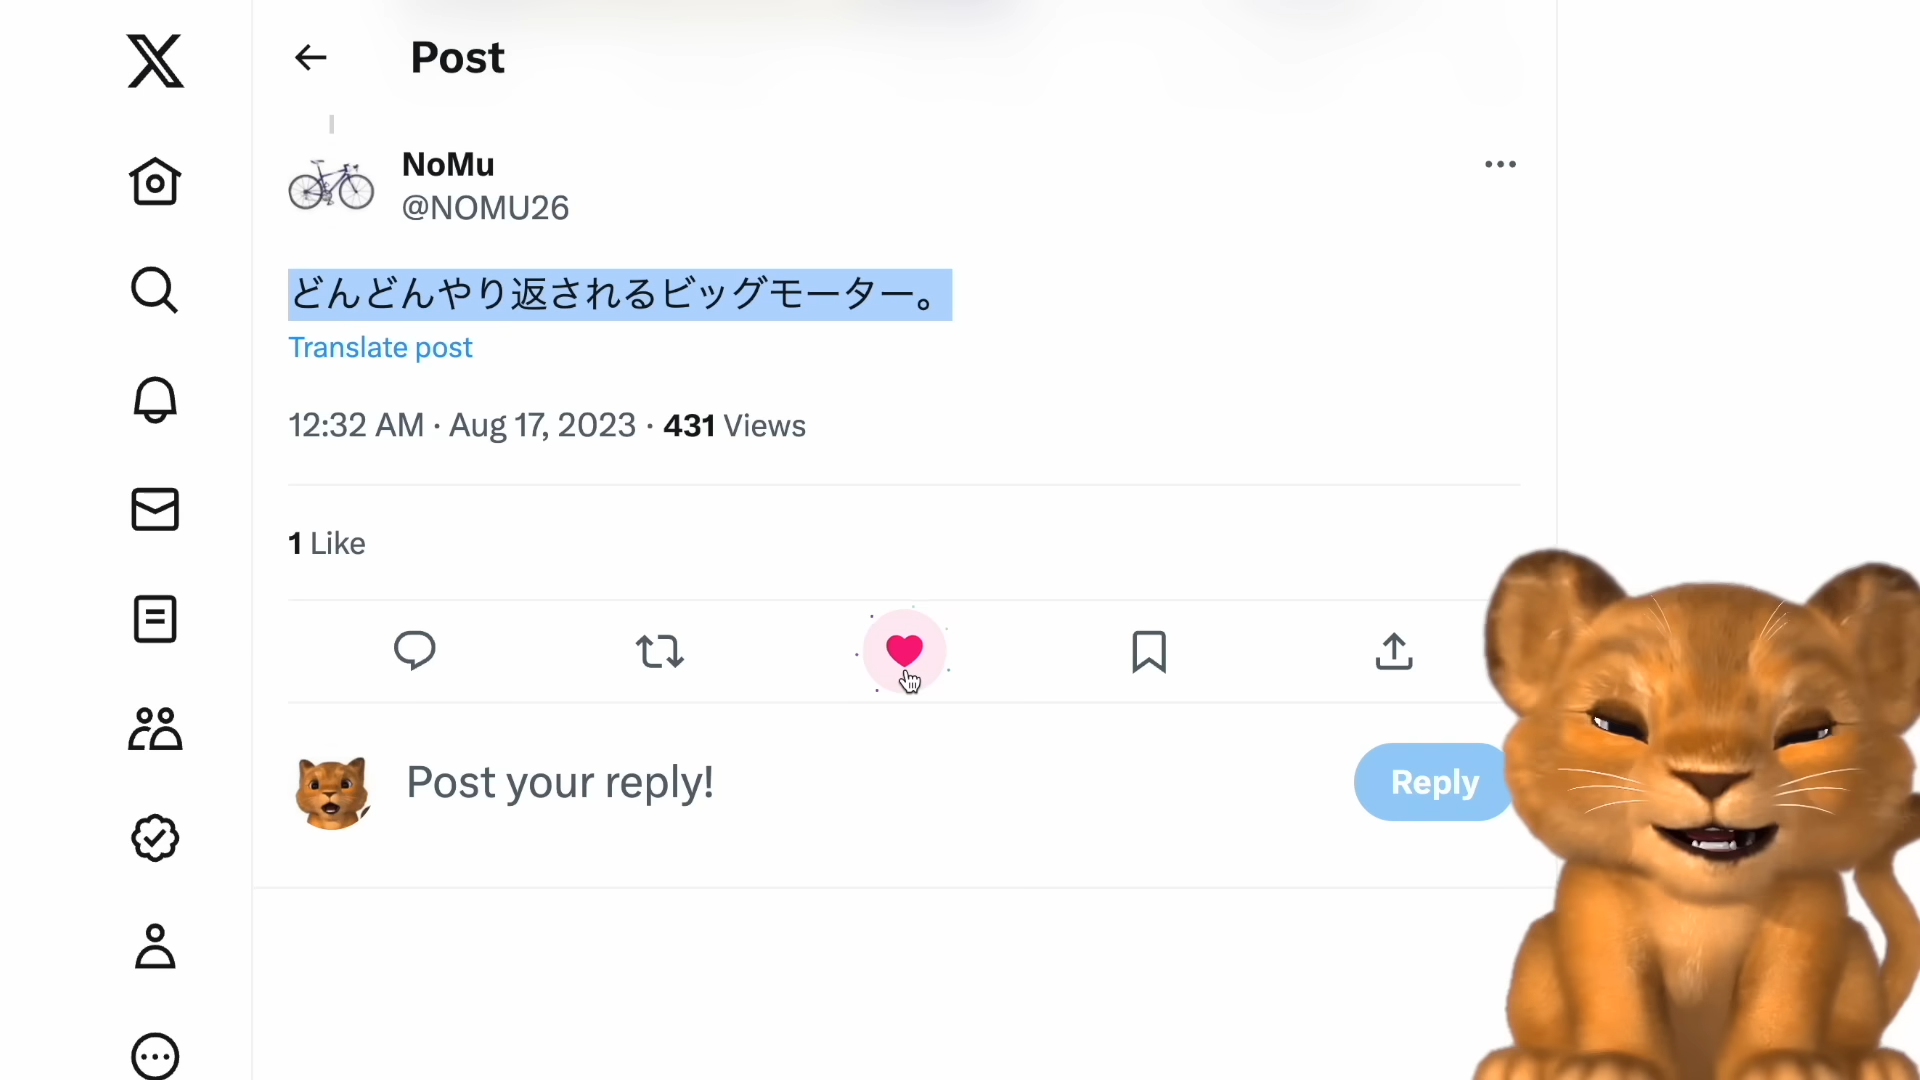 Post
NoMu
@NOMU26
どんどんやり返されるビッグモーター。
Translate post
12:32 AM · Aug 17, 2023 · 431 Views
1 Like
Post your reply!
Reply